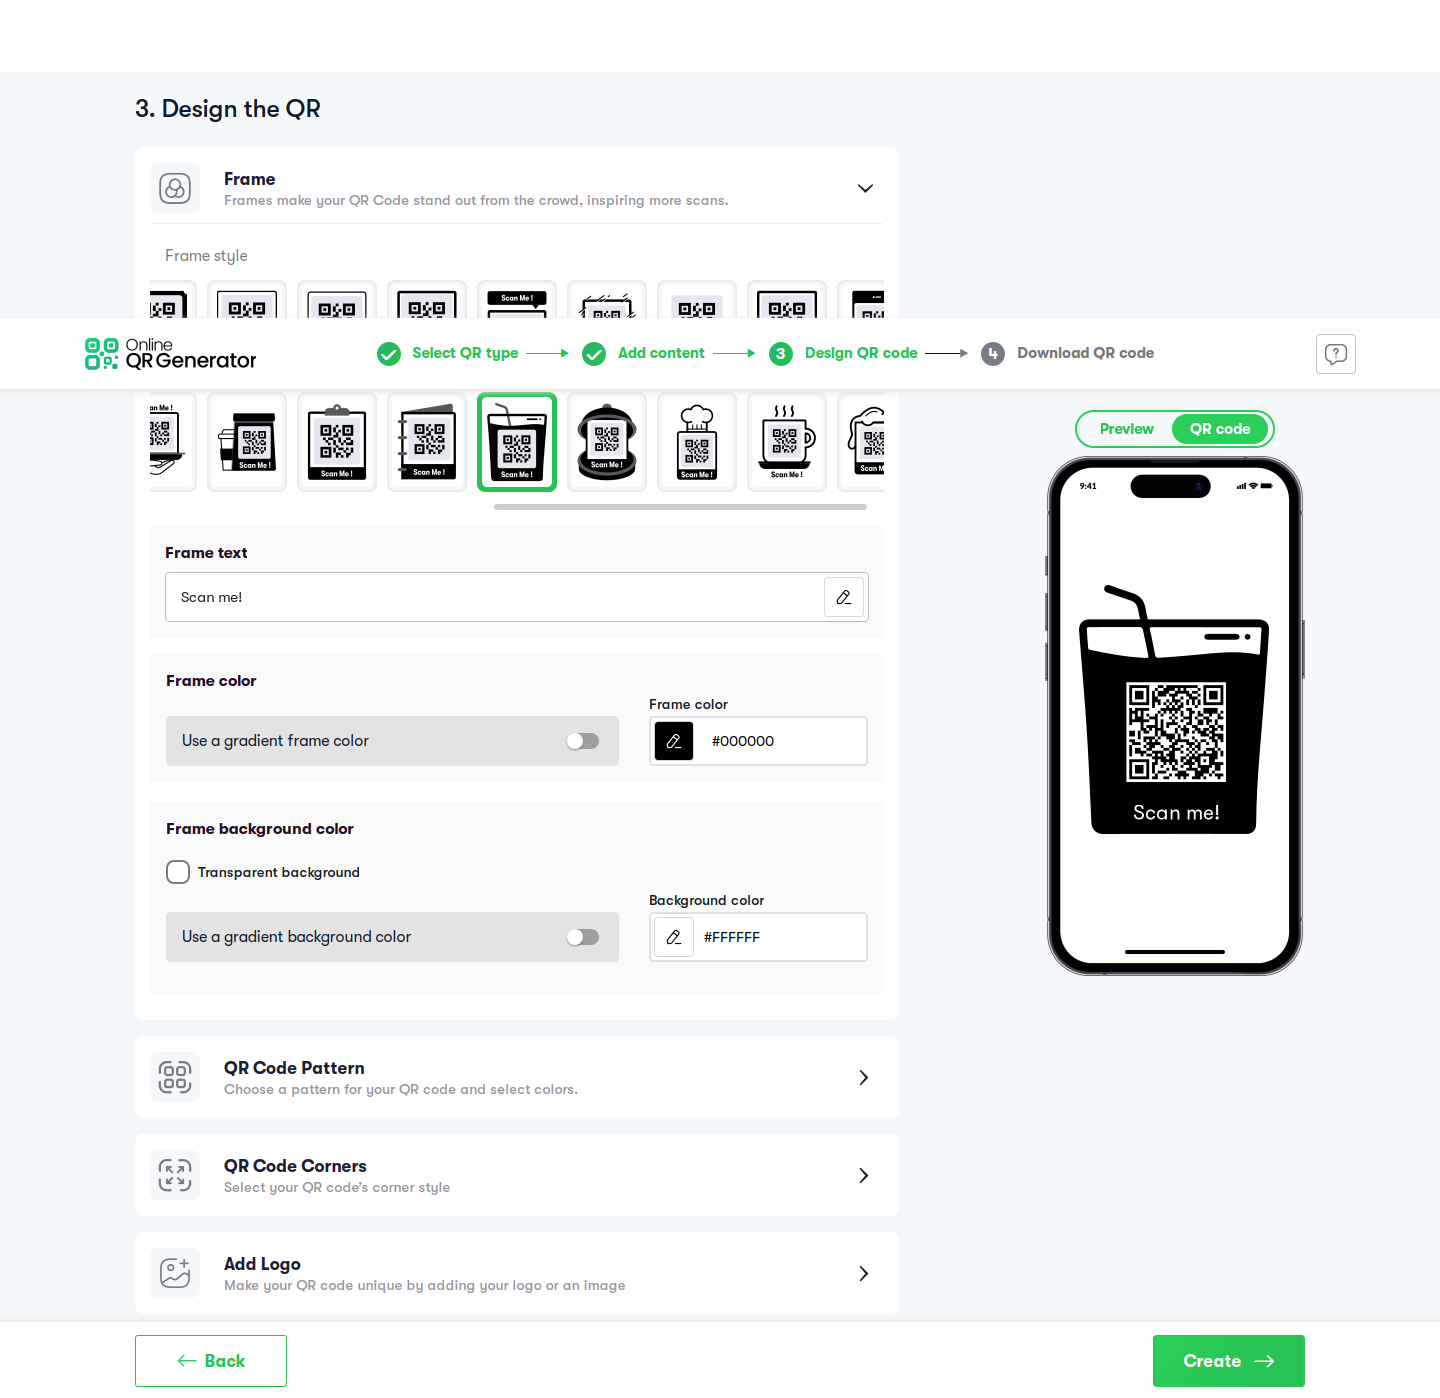 3. Design the QR
Frame
Frames make your QR Code stand out from the crowd, inspiring more scans.
Frame style
Scan Me !
Online
QR Generator
Select QR type
Add content
3
Design QR code
4
Download QR code
an Me !
Scan Me !
Scan Me !
Scan Me !
Scan Me !
Scan Me !
Scan Me !
Scan Me !
Scan Me
Preview
QR code
9:41
Frame text
Scan me!
Frame color
Frame color
Use a gradient frame color
#000000
Scan me!
Frame background color
Transparent background
Background color
Use a gradient background color
#FFFFFF
QR Code Pattern
Choose a pattern for your QR code and select colors.
QR Code Corners
Select your QR code’s corner style
Add Logo
Make your QR code unique by adding your logo or an image
Back
Create